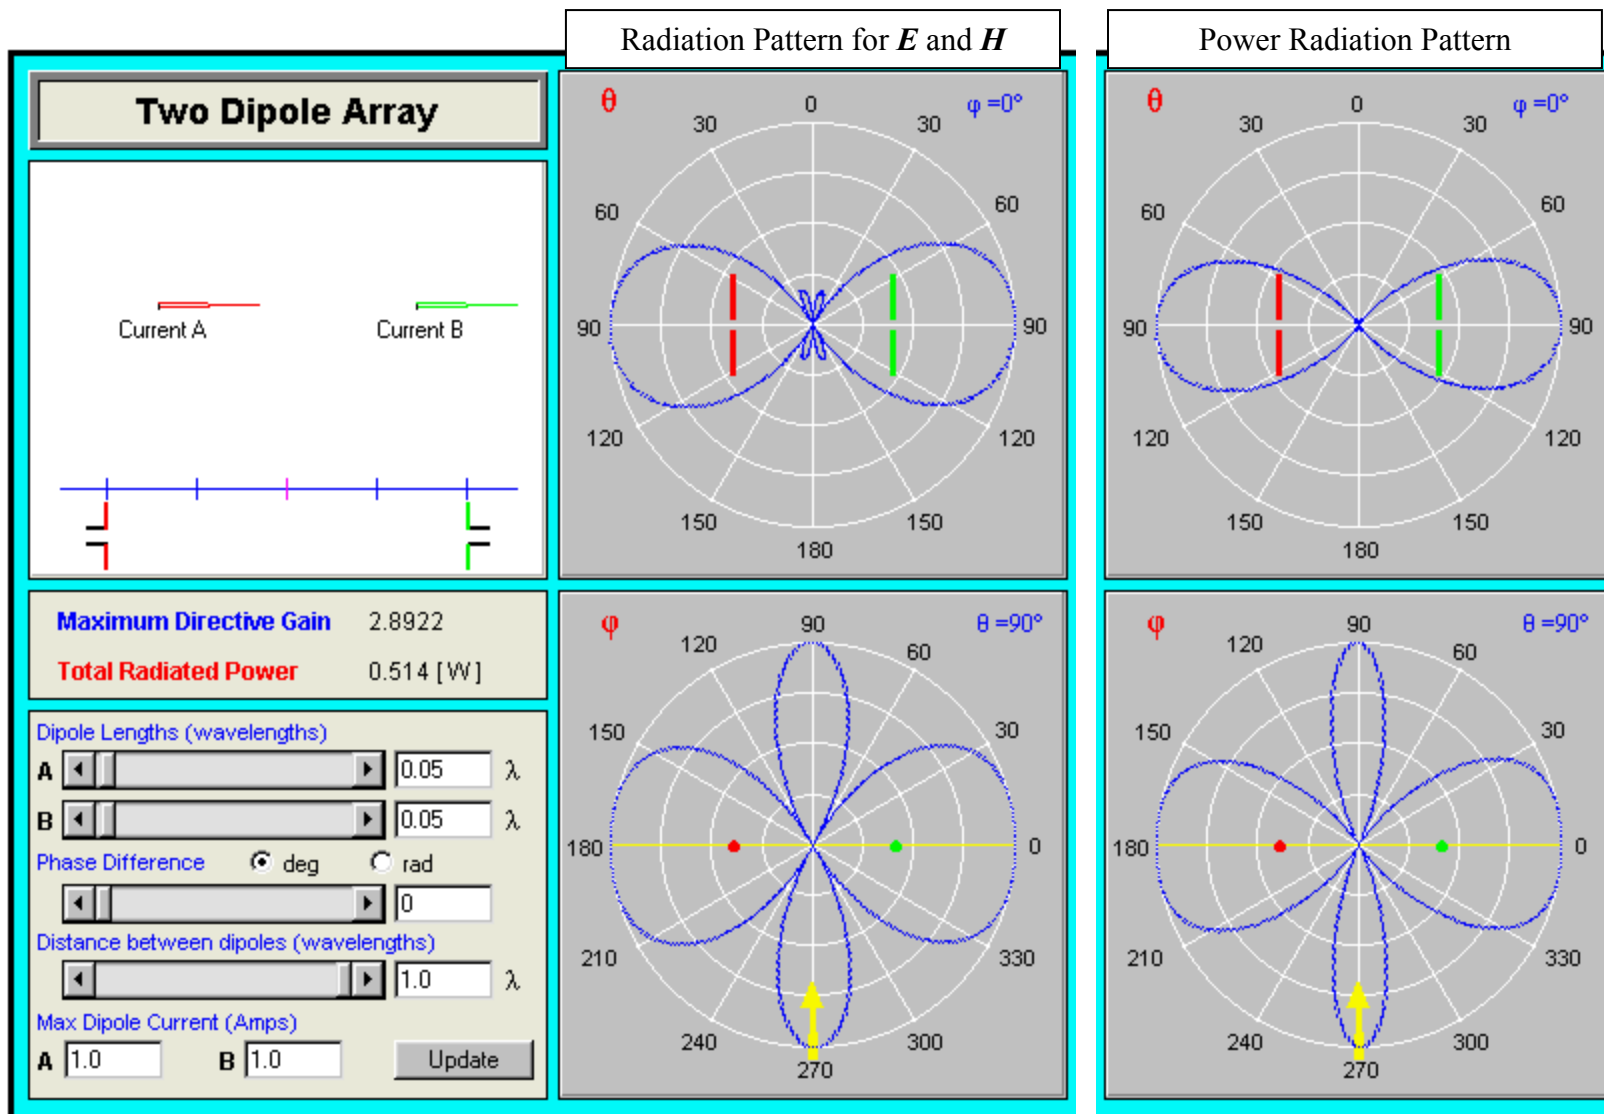 Radiation Pattern for E and H
Power Radiation Pattern
Two Dipole Array
Current A
Current B
Maximum Directive Gain 2.8922
Total Radiated Power 0.514 [W]
Dipole Lengths (wavelengths)
A 0.05 λ
B 0.05 λ
Phase Difference deg rad
0
Distance between dipoles (wavelengths)
1.0 λ
Max Dipole Current (Amps)
A 1.0 B 1.0 Update
θ 0 φ =0°
30 30
60 60
90 90
120 120
150 150
180
θ 0 φ =0°
30 30
60 60
90 90
120 120
150 150
180
φ 90 θ =90°
120 60
150 30
180 0
210 330
240 300
270
φ 90 θ =90°
120 60
150 30
180 0
210 330
240 300
270